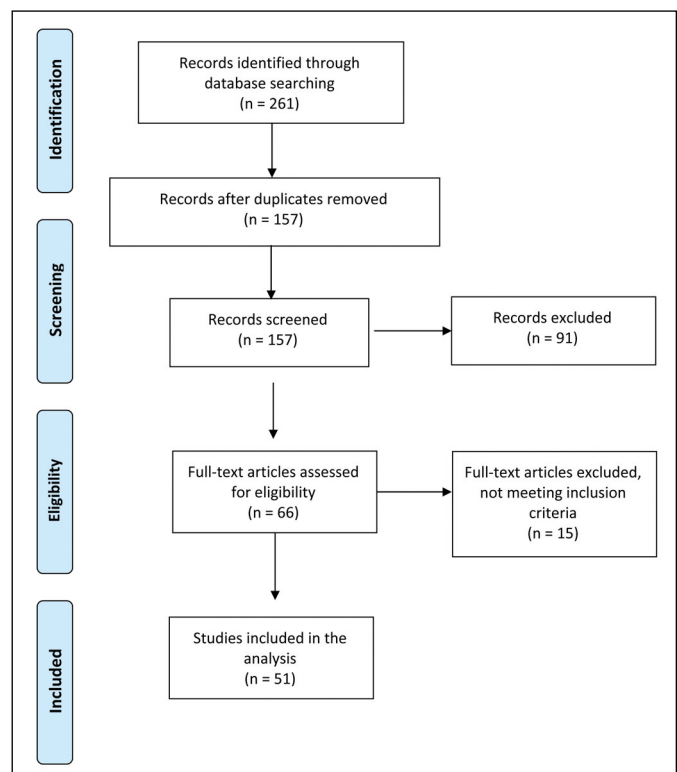 Identification
Records identified through
database searching
(n = 261)
Records after duplicates removed
(n = 157)
Screening
Records screened
(n = 157)
Records excluded
(n = 91)
Eligibility
Full-text articles assessed
for eligibility
(n = 66)
Full-text articles excluded,
not meeting inclusion
criteria
(n = 15)
Included
Studies included in the
analysis
(n = 51)